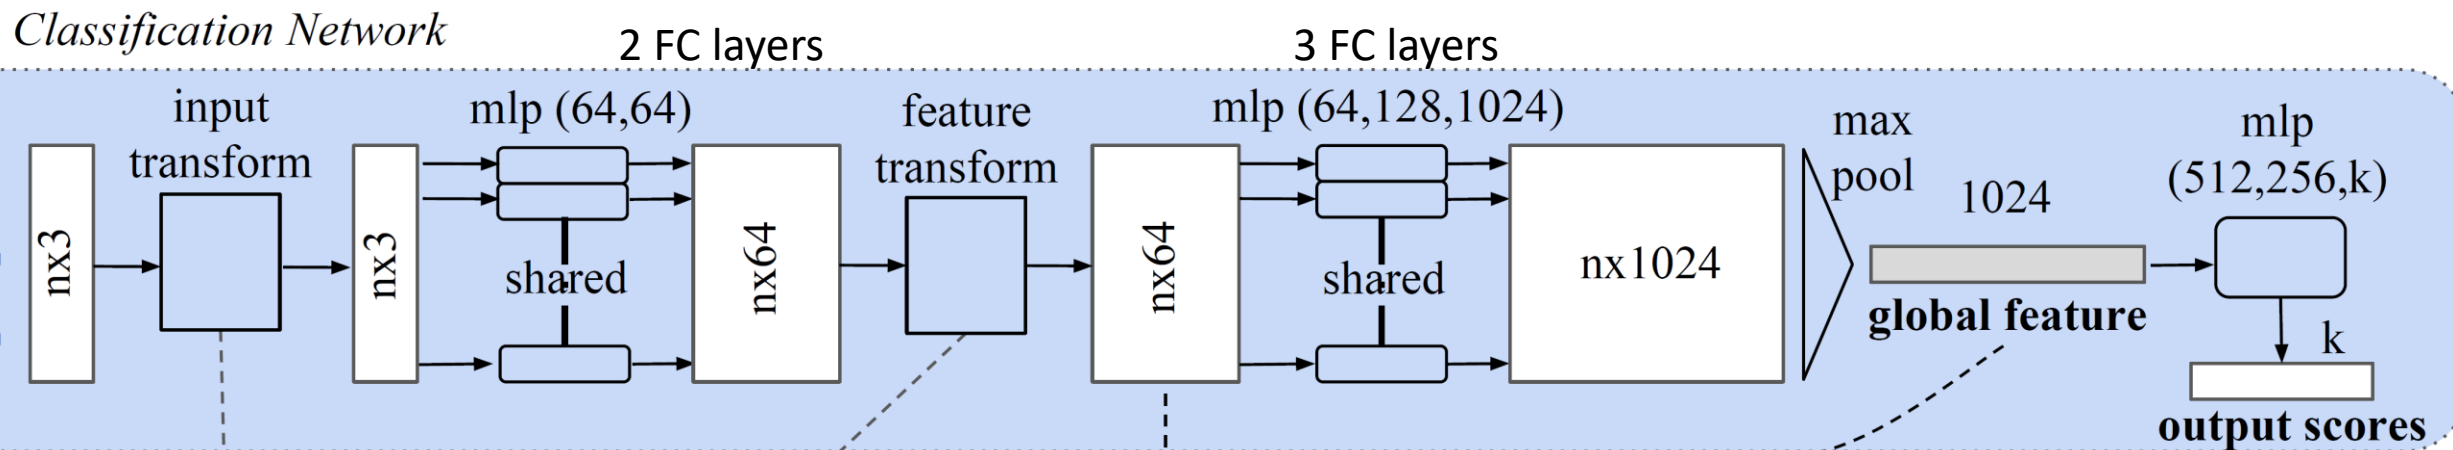 Classification Network
2 FC layers
3 FC layers
input
transform
mlp (64,64)
feature
transform
mlp (64,128,1024)
max
pool
mlp
(512,256,k)
nx3
nx3
shared
nx64
nx64
shared
nx1024
1024
global feature
k
output scores